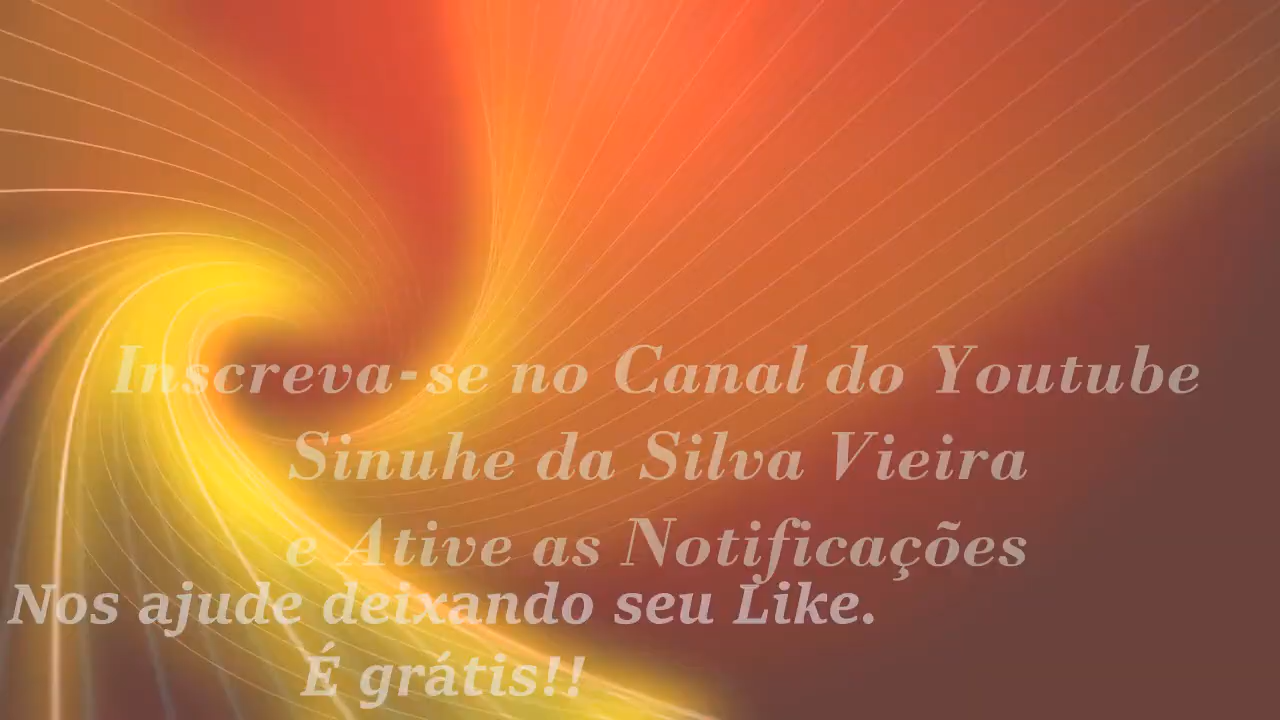 Inscreva-se no Canal do Youtube
Sinuhe da Silva Vieira
e Ative as Notificações
Nos ajude deixando seu Like.
É grátis!!